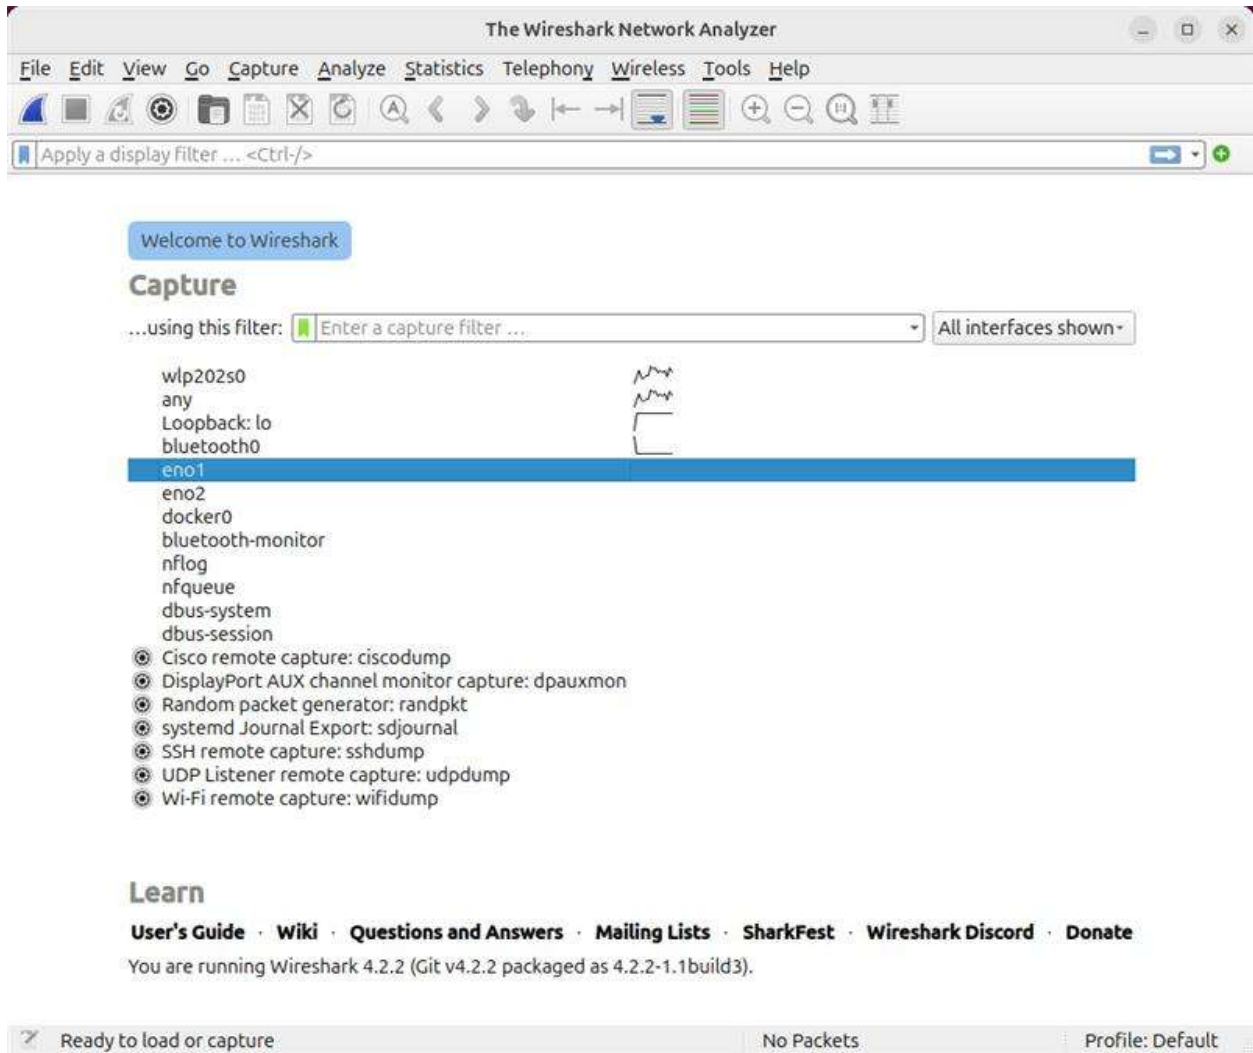 The Wireshark Network Analyzer
File Edit View Go Capture Analyze Statistics Telephony Wireless Tools Help
Apply a display filter ... <Ctrl-/>
Welcome to Wireshark
Capture
...using this filter: Enter a capture filter ... All interfaces shown
wlp202s0
any
Loopback: lo
bluetooth0
eno1
eno2
docker0
bluetooth-monitor
nflog
nfqueue
dbus-system
dbus-session
Cisco remote capture: ciscodump
DisplayPort AUX channel monitor capture: dpauxmon
Random packet generator: randpkt
systemd Journal Export: sdjournal
SSH remote capture: sshdump
UDP Listener remote capture: udpdump
Wi-Fi remote capture: wifidump
Learn
User's Guide · Wiki · Questions and Answers · Mailing Lists · SharkFest · Wireshark Discord · Donate
You are running Wireshark 4.2.2 (Git v4.2.2 packaged as 4.2.2-1.1build3).
Ready to load or capture No Packets Profile: Default